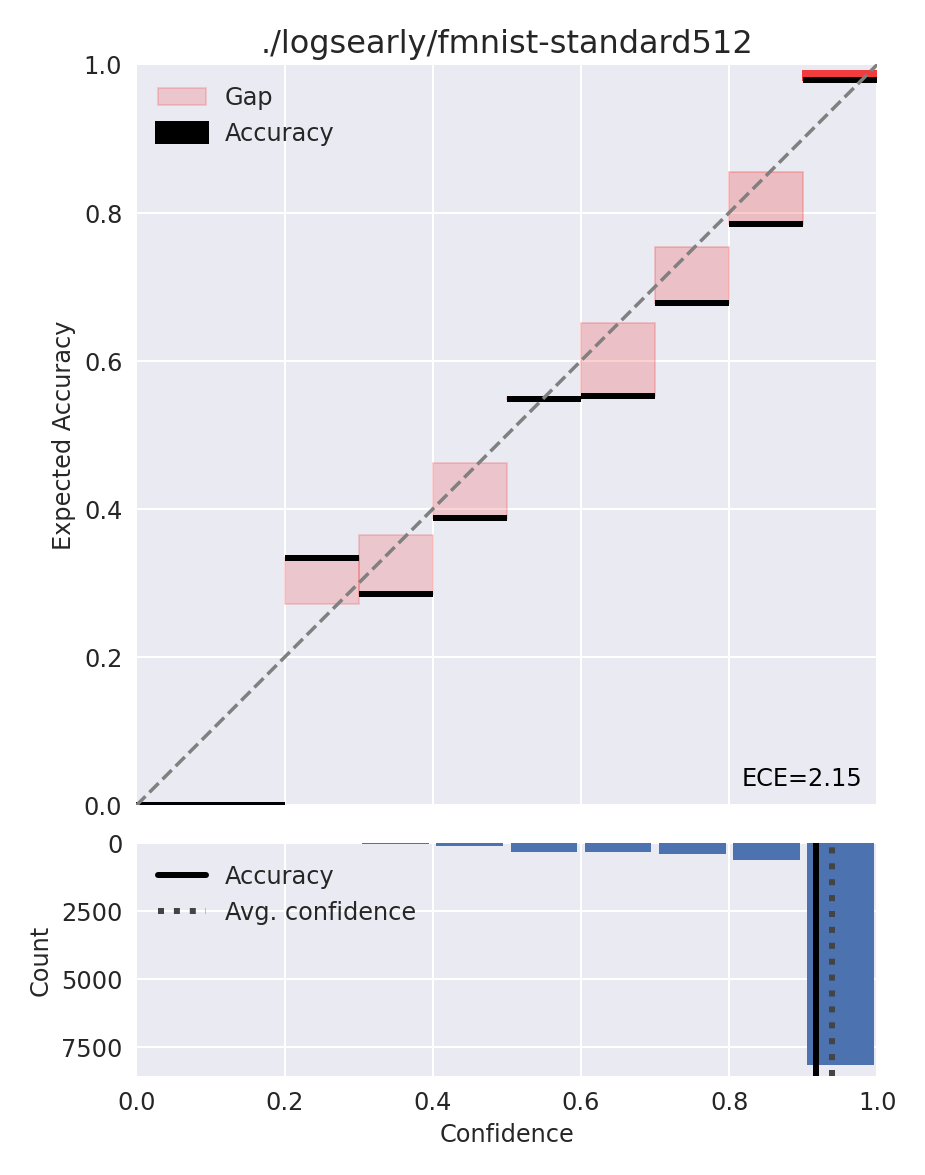 ./logsearly/fmnist-standard512
1.0
Gap
Accuracy
0.8
0.6
Expected Accuracy
0.4
0.2
ECE=2.15
0.0
0
Accuracy
Avg. confidence
2500
Count
5000
7500
0.0 0.2 0.4 0.6 0.8 1.0
Confidence